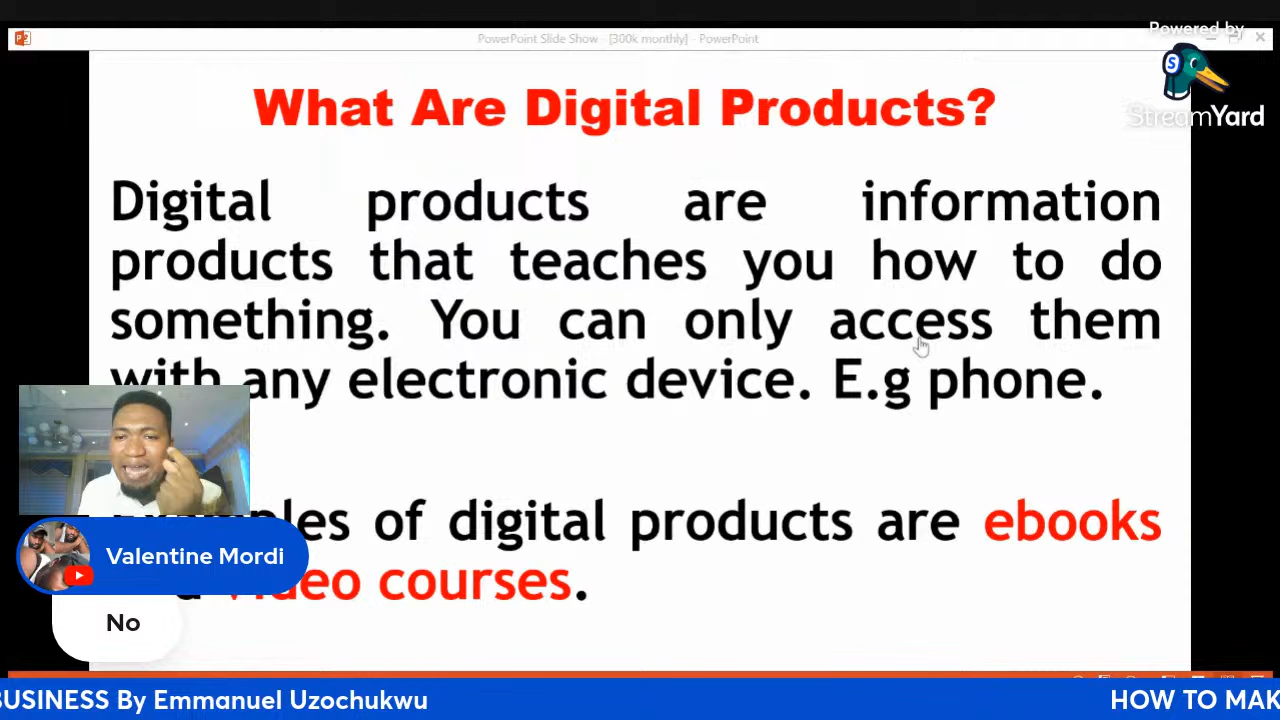 Powered by
PowerPoint Slide Show - [300k monthly] - PowerPoint
StreamYard
What Are Digital Products?
Digital products are information
products that teaches you how to do
something. You can only access them
with any electronic device. E.g phone.
of digital products are ebooks
video courses.
Valentine Mordi
No
BUSINESS By Emmanuel Uzochukwu
HOW TO MAK